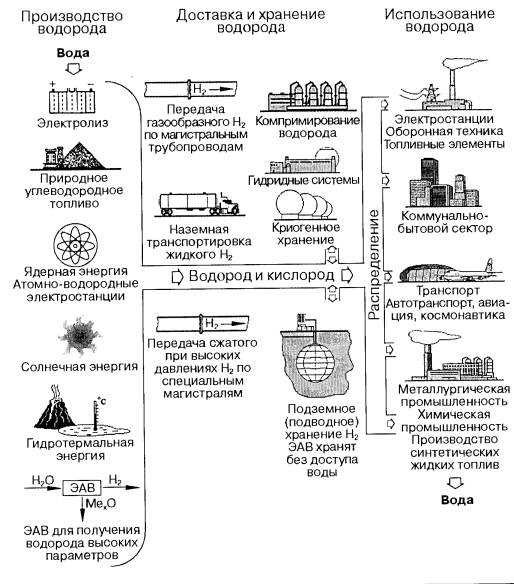 Производство
водорода
Вода
+ −
Электролиз
Природное
углеводородное
топливо
Ядерная энергия
Атомно-водородные
электростанции
Солнечная энергия
°C
Гидротермальная
энергия
H₂O ЭАВ H₂
MeₓO
ЭАВ для получения
водорода высоких
параметров
Доставка и хранение
водорода
H₂
Передача
газообразного H₂
по магистральным
трубопроводам
Компримирование
водорода
Гидридные системы
Наземная
транспортировка
жидкого H₂
Криогенное
хранение
Водород и кислород
H₂
Передача сжатого
при высоких
давлениях H₂ по
специальным
магистралям
Подземное
(подводное)
хранение H₂
ЭАВ хранят
без доступа
воды
Распределение
Использование
водорода
Вода
Электростанции
Оборонная техника
Топливные элементы
Коммунально-
бытовой сектор
Транспорт
Автотранспорт, авиа-
ция, космонавтика
Металлургическая
промышленность
Химическая
промышленность
Производство
синтетических
жидких топлив
Вода